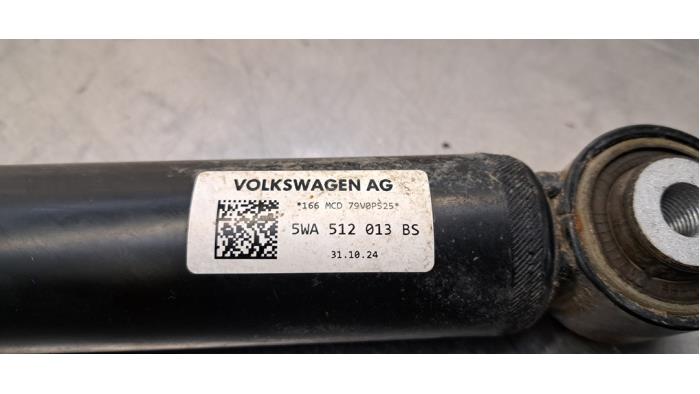 VOLKSWAGEN AG
*166 MCD 79V0PS25*
5WA 512 013 BS
31.10.24